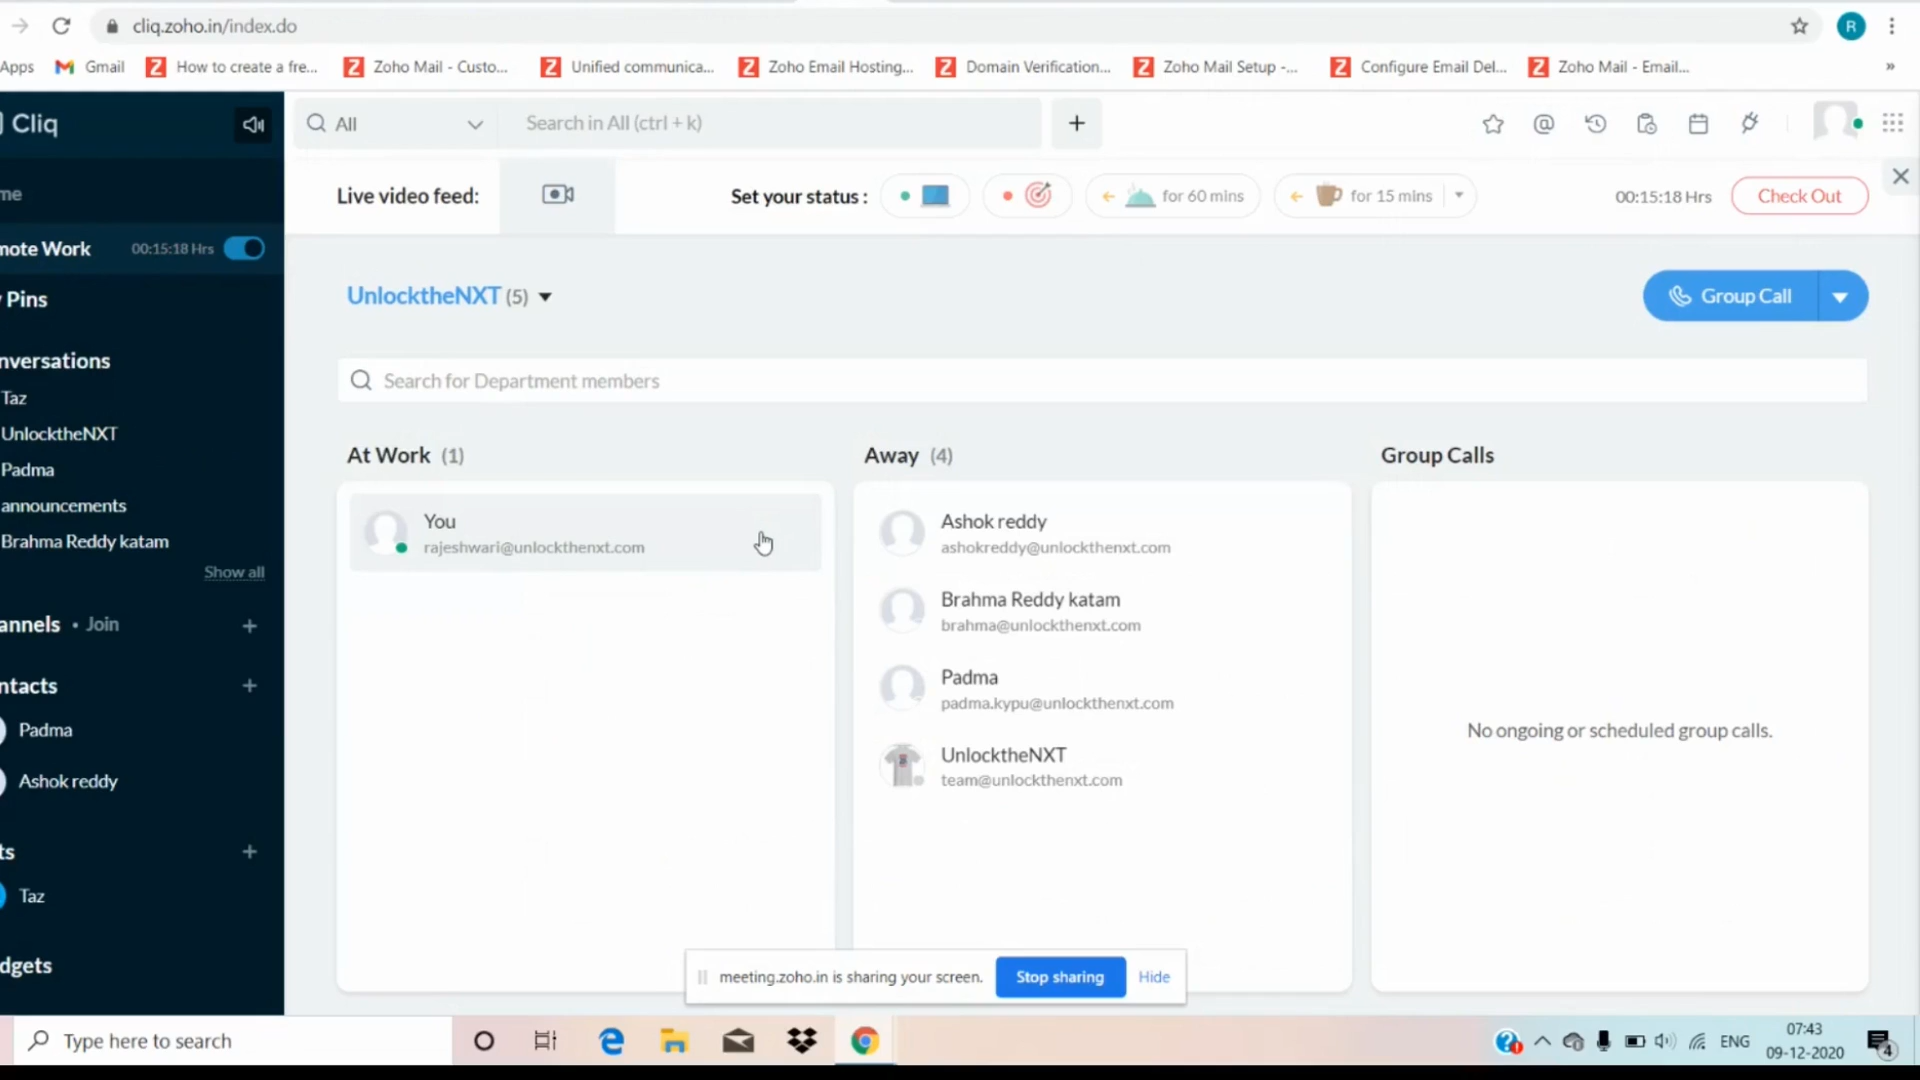 cliq.zoho.in/index.do
R
Apps
Gmail
How to create a fre...
Zoho Mail - Custo...
Unified communica...
Zoho Email Hosting...
Domain Verification...
Zoho Mail Setup -...
Configure Email Del...
Zoho Mail - Email...
»
Cliq
All
Search in All (ctrl + k)
me
Live video feed:
Set your status :
for 60 mins
for 15 mins
00:15:18 Hrs
Check Out
mote Work
00:15:18 Hrs
Pins
UnlocktheNXT (5)
Group Call
nversations
Taz
UnlocktheNXT
Padma
announcements
Brahma Reddy katam
Show all
annels • Join
ntacts
Padma
Ashok reddy
ts
Taz
dgets
Search for Department members
At Work (1)
You
rajeshwari@unlockthenxt.com
Away (4)
Ashok reddy
ashokreddy@unlockthenxt.com
Brahma Reddy katam
brahma@unlockthenxt.com
Padma
padma.kypu@unlockthenxt.com
UnlocktheNXT
team@unlockthenxt.com
Group Calls
No ongoing or scheduled group calls.
meeting.zoho.in is sharing your screen.
Stop sharing
Hide
Type here to search
ENG
07:43
09-12-2020
4